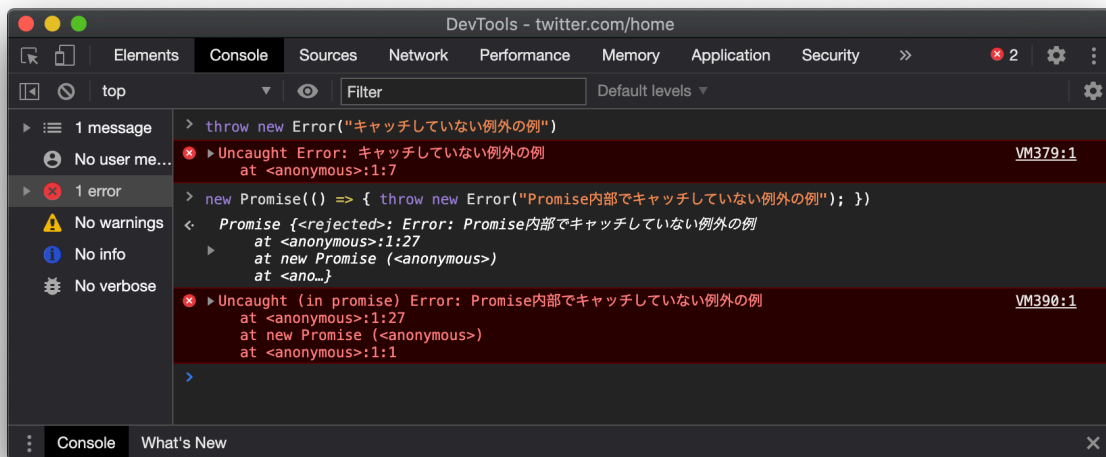 DevTools - twitter.com/home
Elements Console Sources Network Performance Memory Application Security » 2
top Filter Default levels
1 message
No user me...
1 error
No warnings
No info
No verbose
> throw new Error("キャッチしていない例外の例")
Uncaught Error: キャッチしていない例外の例 VM379:1
at <anonymous>:1:7
> new Promise(() => { throw new Error("Promise内部でキャッチしていない例外の例"); })
Promise {<rejected>: Error: Promise内部でキャッチしていない例外の例
at <anonymous>:1:27
at new Promise (<anonymous>)
at <ano…}
Uncaught (in promise) Error: Promise内部でキャッチしていない例外の例 VM390:1
at <anonymous>:1:27
at new Promise (<anonymous>)
at <anonymous>:1:1
>
Console What's New